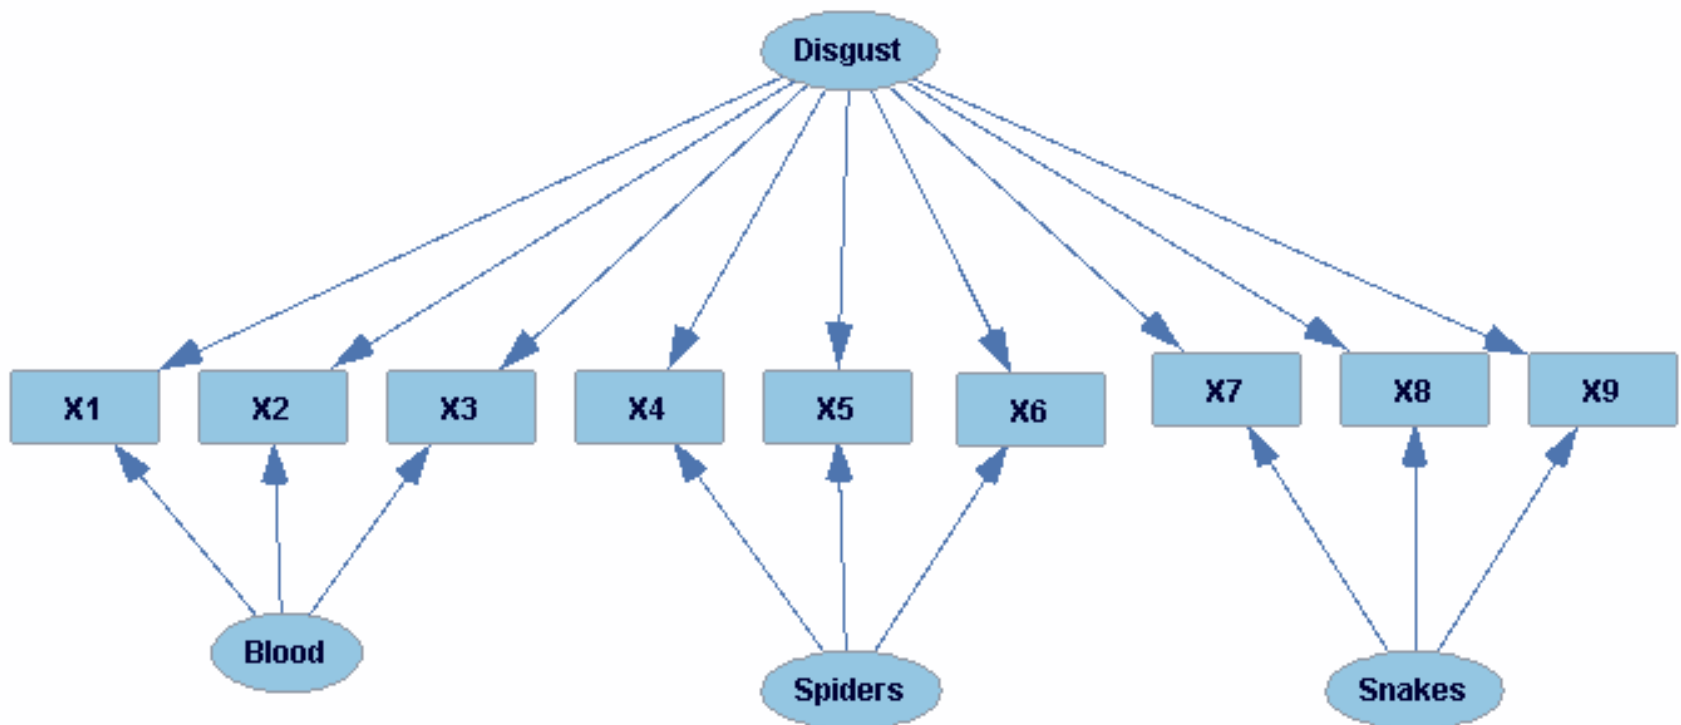 Disgust
X1
X2
X3
X4
X5
X6
X7
X8
X9
Blood
Spiders
Snakes